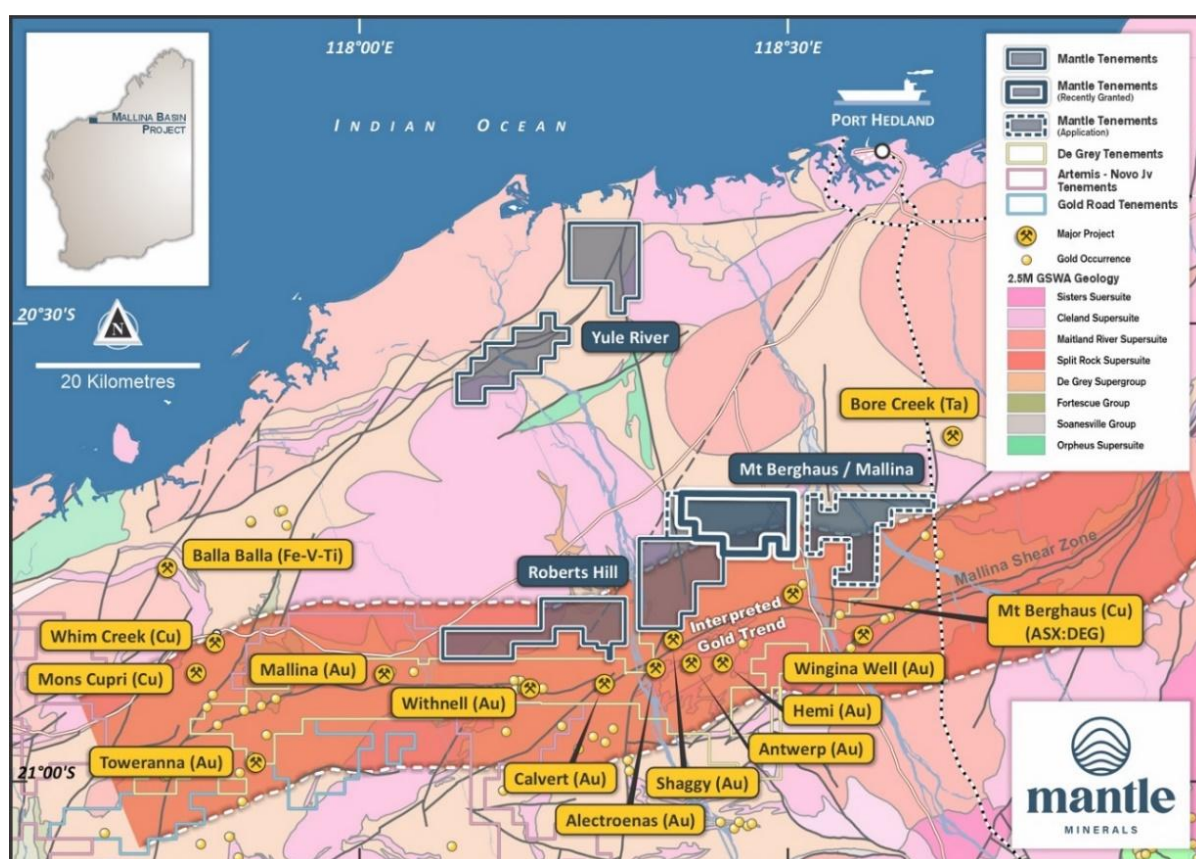 118°00'E
118°30'E
MALLINA BASIN
PROJECT
INDIAN OCEAN
PORT HEDLAND
Mantle Tenements
Mantle Tenements
(Recently Granted)
Mantle Tenements
(Application)
De Grey Tenements
Artemis - Novo Jv
Tenements
Gold Road Tenements
Major Project
Gold Occurrence
2.5M GSWA Geology
Sisters Suersuite
Cleland Supersuite
Maitland River Supersuite
Split Rock Supersuite
De Grey Supergroup
Fortescue Group
Soanesville Group
Orpheus Supersuite
20°30'S
N
20 Kilometres
Yule River
Bore Creek (Ta)
Mt Berghaus / Mallina
Balla Balla (Fe-V-Ti)
Roberts Hill
Mallina Shear Zone
Interpreted
Gold Trend
Mt Berghaus (Cu)
(ASX:DEG)
Whim Creek (Cu)
Mons Cupri (Cu)
Mallina (Au)
Withnell (Au)
Wingina Well (Au)
Hemi (Au)
Antwerp (Au)
Toweranna (Au)
Calvert (Au)
Shaggy (Au)
Alectroenas (Au)
21°00'S
mantle
MINERALS